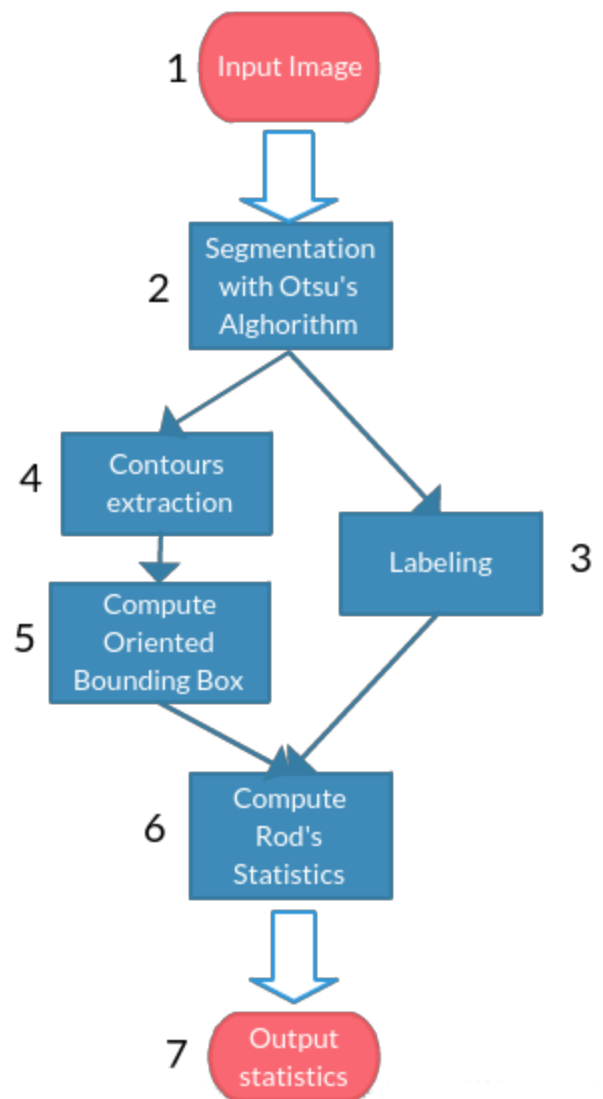 1
Input Image
2
Segmentation
with Otsu's
Alghorithm
4
Contours
extraction
3
Labeling
5
Compute
Oriented
Bounding Box
6
Compute
Rod's
Statistics
7
Output
statistics